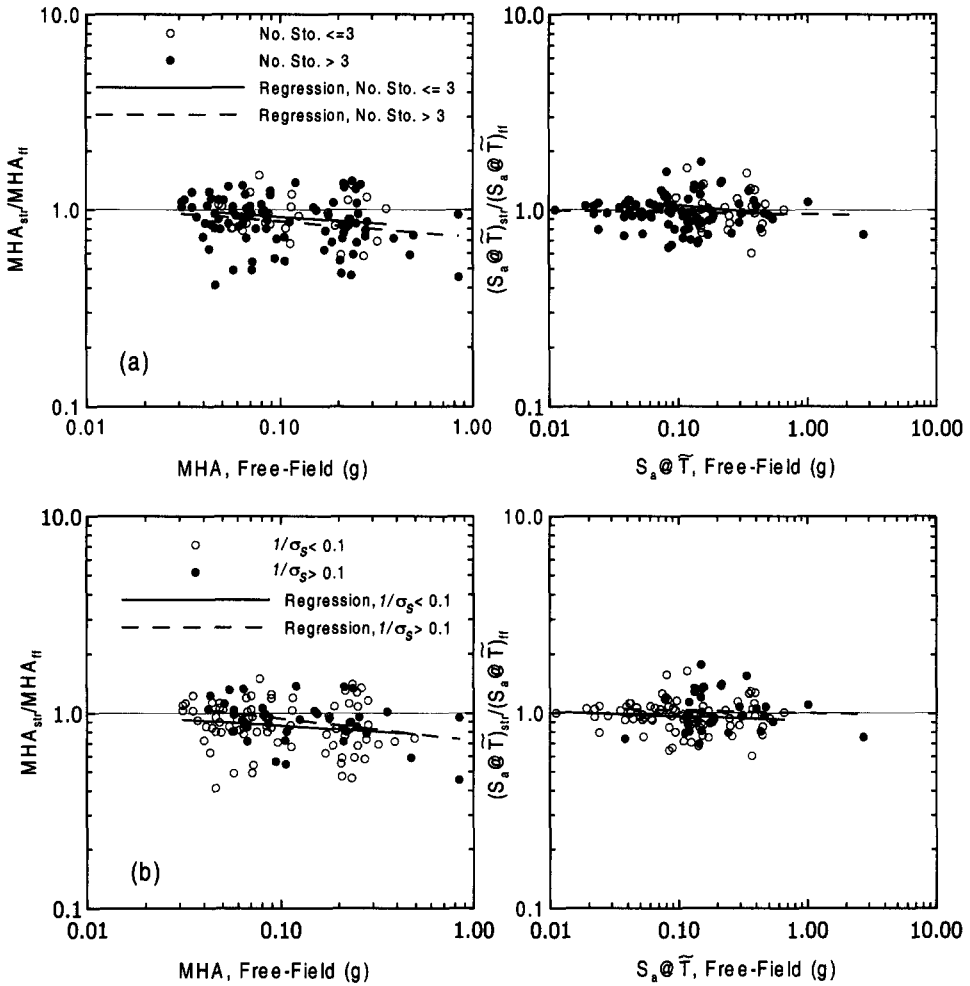 10.0
No. Sto. <=3
No. Sto. > 3
Regression, No. Sto. <= 3
Regression, No. Sto. > 3
MHA_str/MHA_ff
1.0
(a)
0.1
0.01 0.10 1.00
MHA, Free-Field (g)
10.0
(S_a@T̃)_str/(S_a@T̃)_ff
1.0
0.1
0.01 0.10 1.00 10.00
S_a@T̃, Free-Field (g)
10.0
1/σ_S < 0.1
1/σ_S > 0.1
Regression, 1/σ_S < 0.1
Regression, 1/σ_S > 0.1
MHA_str/MHA_ff
1.0
(b)
0.1
0.01 0.10 1.00
MHA, Free-Field (g)
10.0
(S_a@T̃)_str/(S_a@T̃)_ff
1.0
0.1
0.01 0.10 1.00 10.00
S_a@T̃, Free-Field (g)